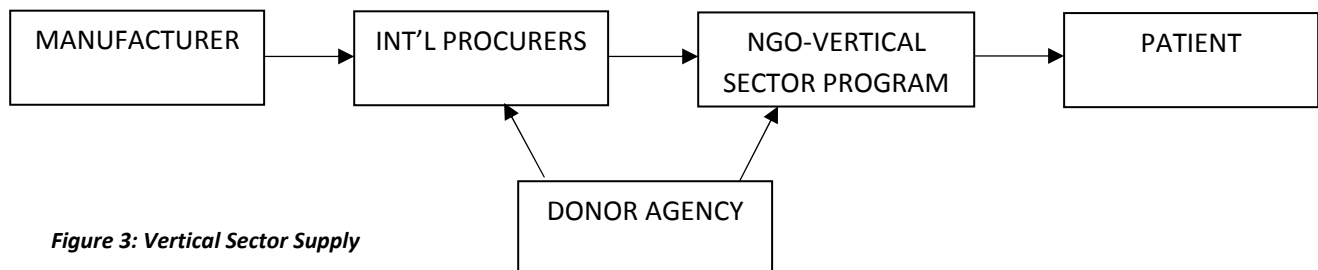 MANUFACTURER
INT’L PROCURERS
NGO-VERTICAL
SECTOR PROGRAM
PATIENT
DONOR AGENCY
Figure 3: Vertical Sector Supply